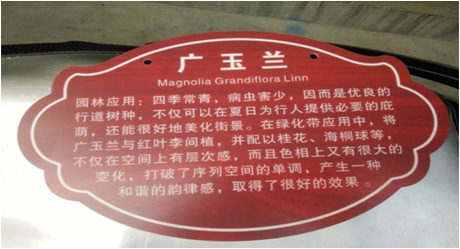 广玉兰
Magnolia Grandiflora Linn
园林应用：四季常青，病虫害少，因而是优良的
行道树种，不仅可以在夏日为行人提供必要的庇
荫，还能很好地美化街景。在绿化带应用中，将
广玉兰与红叶李间植，并配以桂花、海桐球等，
不仅在空间上有层次感，而且色相上又有很大的
变化，打破了序列空间的单调，产生一种
和谐的韵律感，取得了很好的效果。